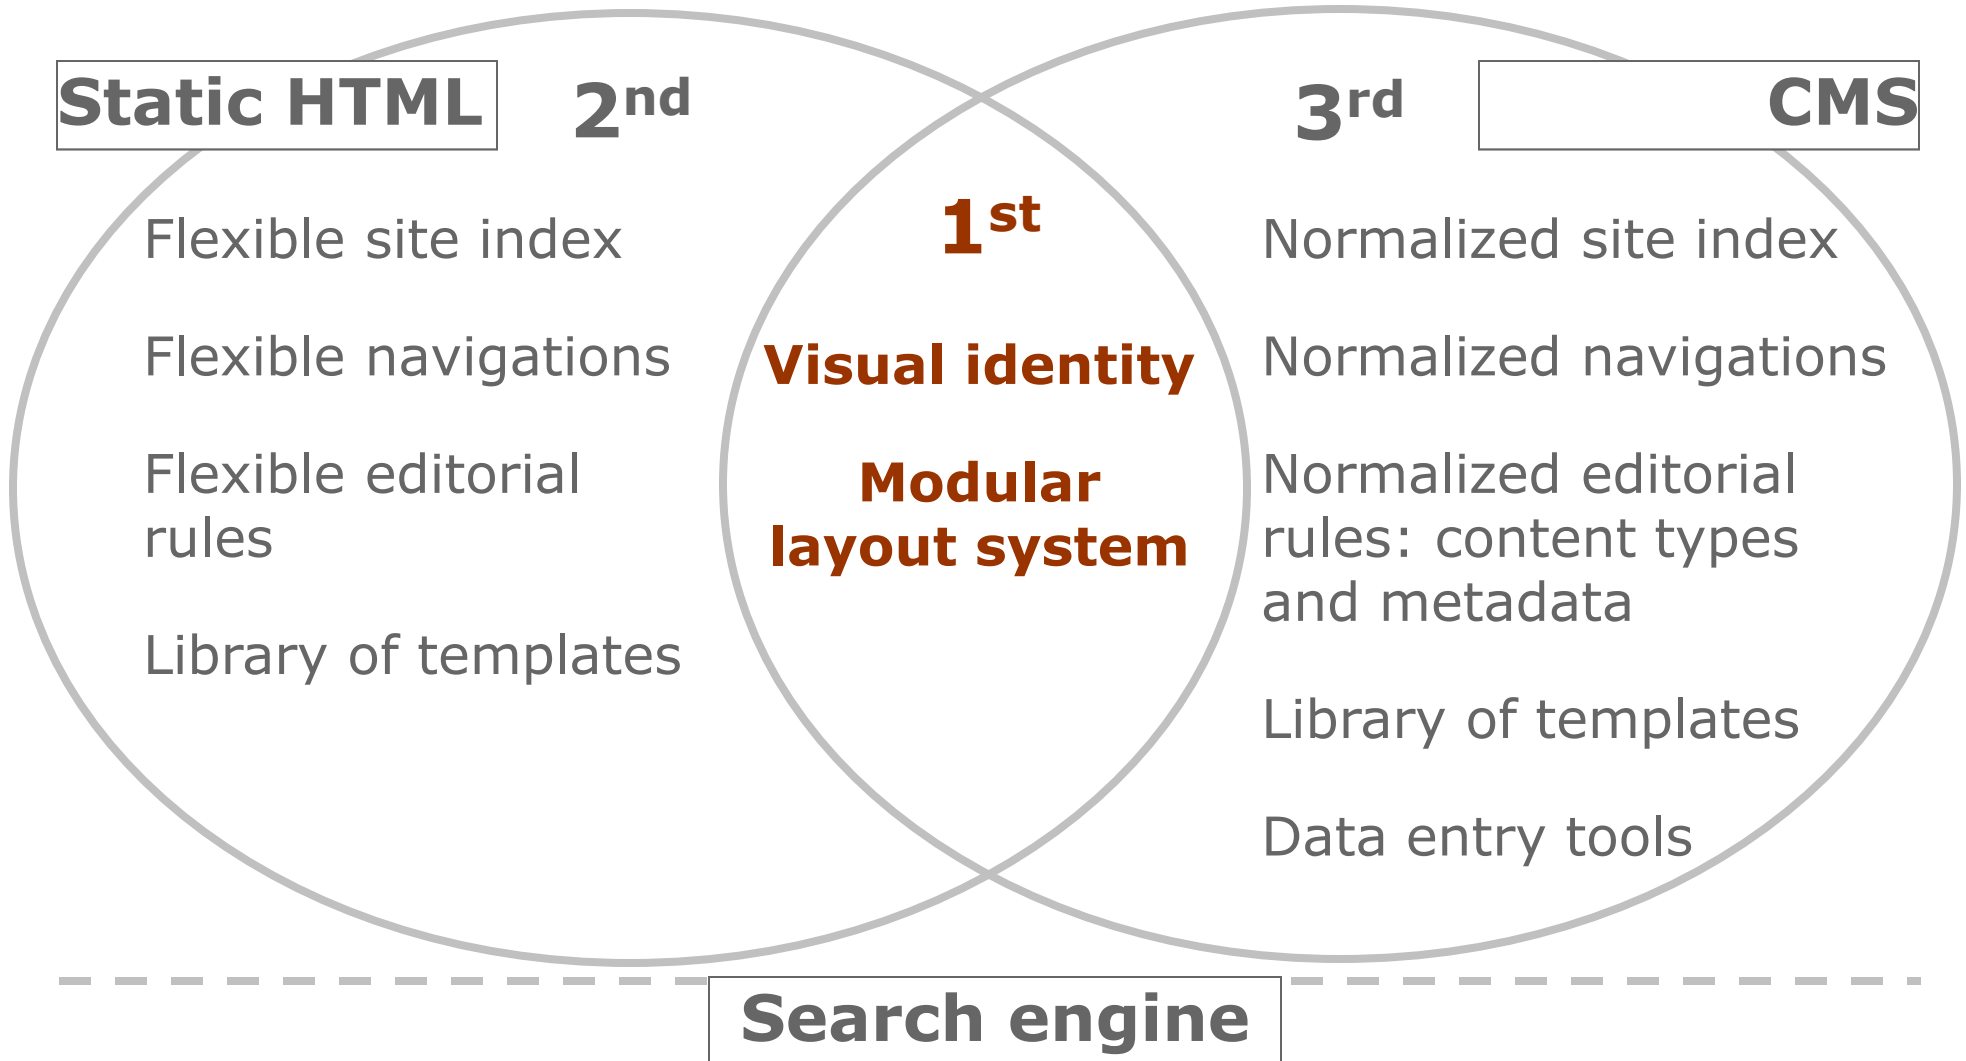 Static HTML
2nd
Flexible site index
Flexible navigations
Flexible editorial
rules
Library of templates
1st
Visual identity
Modular
layout system
3rd
CMS
Normalized site index
Normalized navigations
Normalized editorial
rules: content types
and metadata
Library of templates
Data entry tools
Search engine